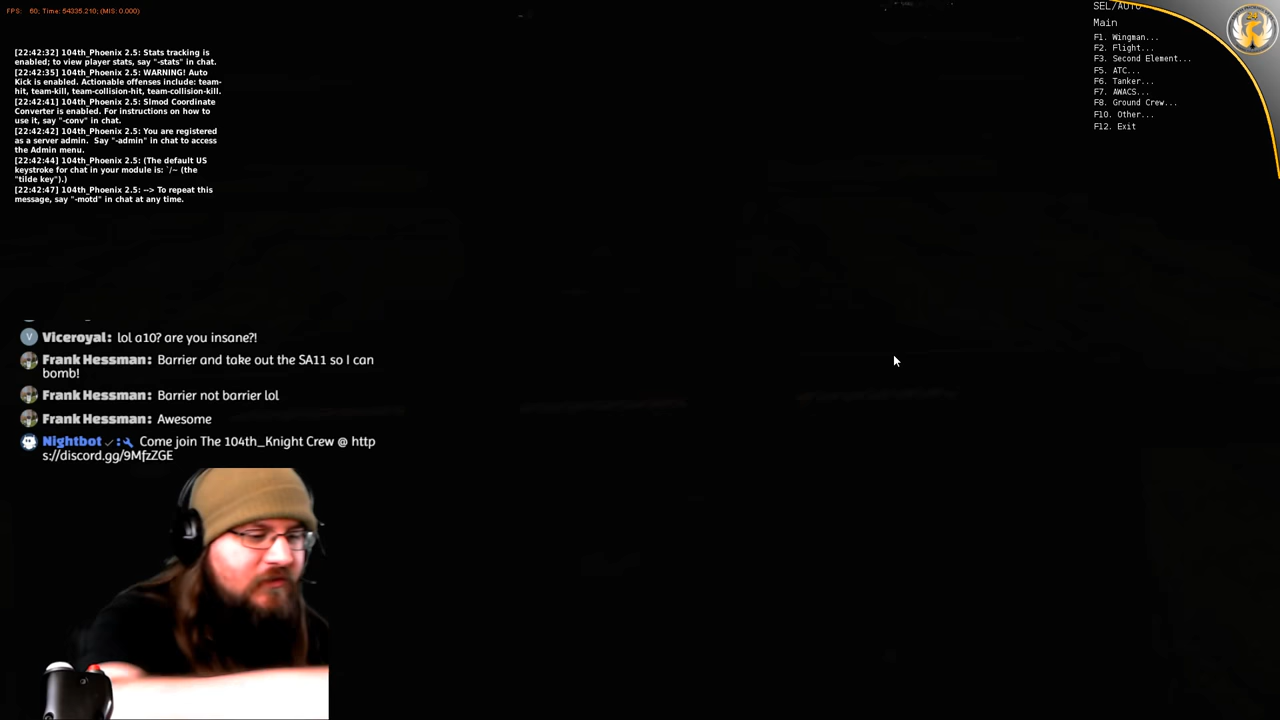 FPS: 60; Time: 54335.210; (MIS: 0.000)
[22:42:32] 104th_Phoenix 2.5: Stats tracking is
enabled; to view player stats, say "-stats" in chat.
[22:42:35] 104th_Phoenix 2.5: WARNING! Auto
Kick is enabled. Actionable offenses include: team-
hit, team-kill, team-collision-hit, team-collision-kill.
[22:42:41] 104th_Phoenix 2.5: Slmod Coordinate
Converter is enabled. For instructions on how to
use it, say "-conv" in chat.
[22:42:42] 104th_Phoenix 2.5: You are registered
as a server admin.  Say "-admin" in chat to access
the Admin menu.
[22:42:44] 104th_Phoenix 2.5: (The default US
keystroke for chat in your module is: `/~ (the
"tilde key").)
[22:42:47] 104th_Phoenix 2.5: --> To repeat this
message, say "-motd" in chat at any time.
SEL/AUTO
Main
F1. Wingman...
F2. Flight...
F3. Second Element...
F5. ATC...
F6. Tanker...
F7. AWACS...
F8. Ground Crew...
F10. Other...
F12. Exit
V Viceroyal: lol a10? are you insane?!
Frank Hessman: Barrier and take out the SA11 so I can
bomb!
Frank Hessman: Barrier not barrier lol
Frank Hessman: Awesome
Nightbot: Come join The 104th_Knight Crew @ http
s://discord.gg/9MfzZGE